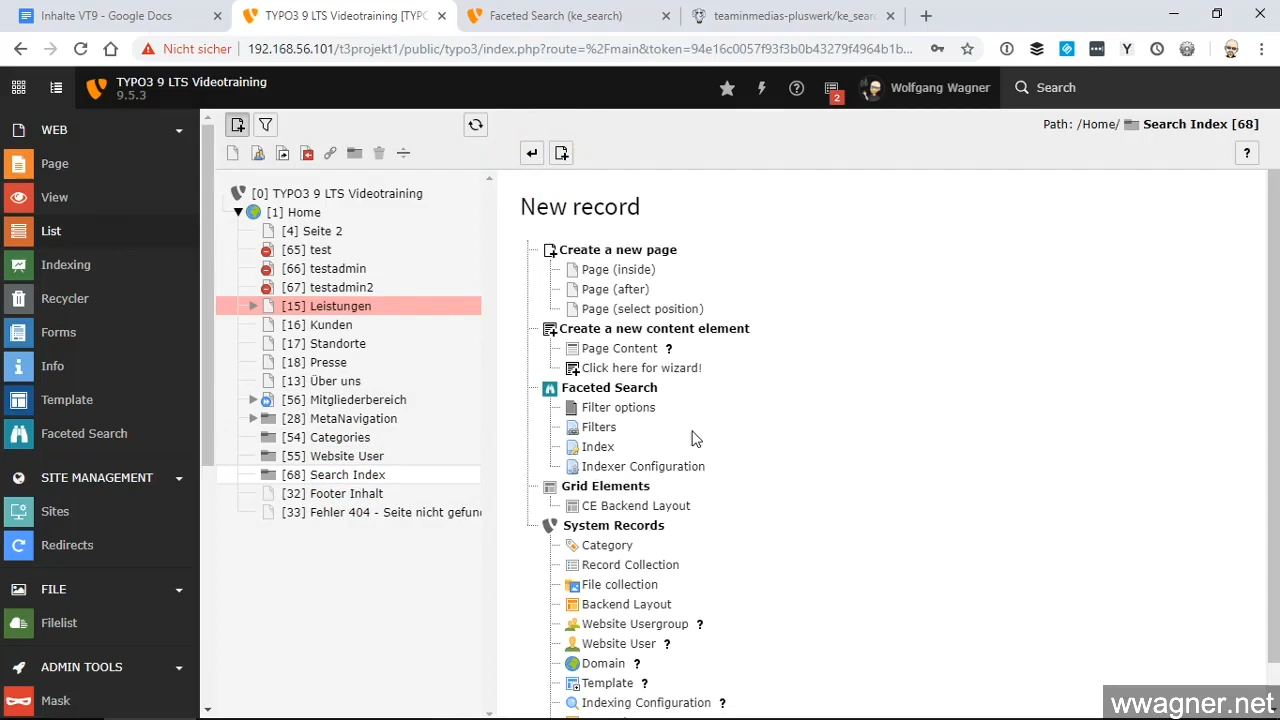 Inhalte VT9 - Google Docs
TYPO3 9 LTS Videotraining [TYPO
Faceted Search (ke_search)
teaminmedias-pluswerk/ke_searc
Nicht sicher
192.168.56.101/t3projekt1/public/typo3/index.php?route=%2Fmain&token=94e16c0057f93f3b0b43279f4964b1b...
TYPO3 9 LTS Videotraining
9.5.3
2
Wolfgang Wagner
Search
WEB
Page
View
List
Indexing
Recycler
Forms
Info
Template
Faceted Search
SITE MANAGEMENT
Sites
Redirects
FILE
Filelist
ADMIN TOOLS
Mask
[0] TYPO3 9 LTS Videotraining
[1] Home
[4] Seite 2
[65] test
[66] testadmin
[67] testadmin2
[15] Leistungen
[16] Kunden
[17] Standorte
[18] Presse
[13] Über uns
[56] Mitgliederbereich
[28] MetaNavigation
[54] Categories
[55] Website User
[68] Search Index
[32] Footer Inhalt
[33] Fehler 404 - Seite nicht gefun
Path: /Home/ Search Index [68]
?
New record
Create a new page
Page (inside)
Page (after)
Page (select position)
Create a new content element
Page Content ?
Click here for wizard!
Faceted Search
Filter options
Filters
Index
Indexer Configuration
Grid Elements
CE Backend Layout
System Records
Category
Record Collection
File collection
Backend Layout
Website Usergroup ?
Website User ?
Domain ?
Template ?
Indexing Configuration ?
wwagner.net